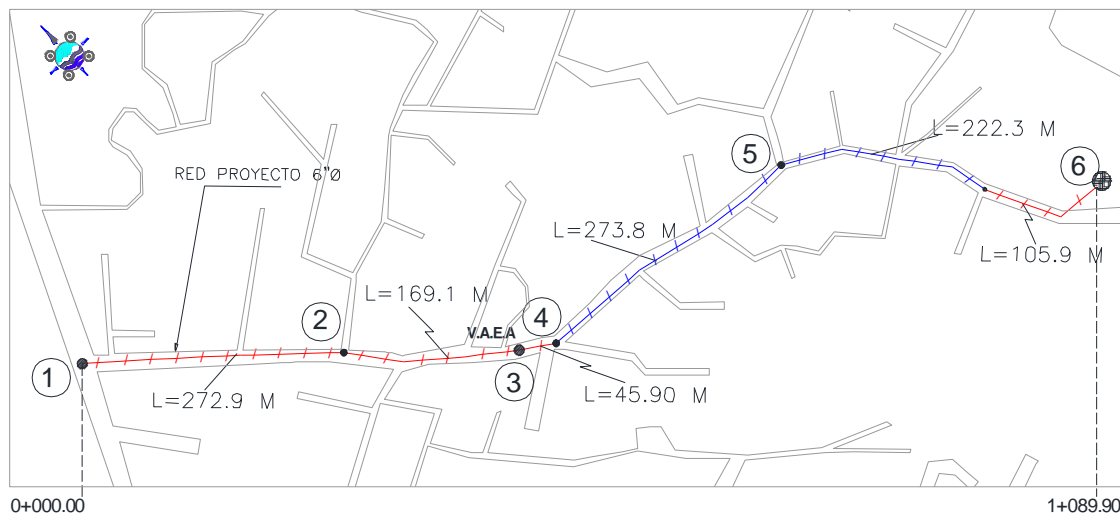 L=222.3 M
5
6
RED PROYECTO 6"Ø
L=273.8 M
L=105.9 M
L=169.1 M
2
V.A.E.A
4
1
3
L=272.9 M
L=45.90 M
0+000.00
1+089.90